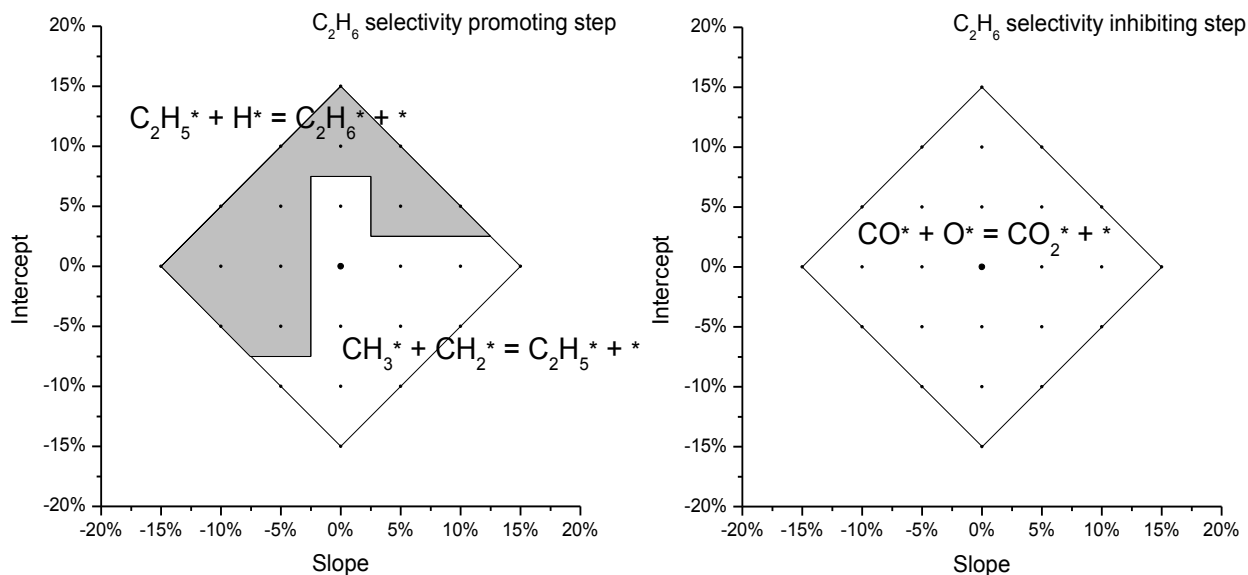 C₂H₆ selectivity promoting step
20%
15%
10%
5%
0%
-5%
-10%
-15%
-20%
Intercept
C₂H₅* + H* = C₂H₆* + *
CH₃* + CH₂* = C₂H₅* + *
-20% -15% -10% -5% 0% 5% 10% 15% 20%
Slope
C₂H₆ selectivity inhibiting step
20%
15%
10%
5%
0%
-5%
-10%
-15%
-20%
Intercept
CO* + O* = CO₂* + *
-20% -15% -10% -5% 0% 5% 10% 15% 20%
Slope